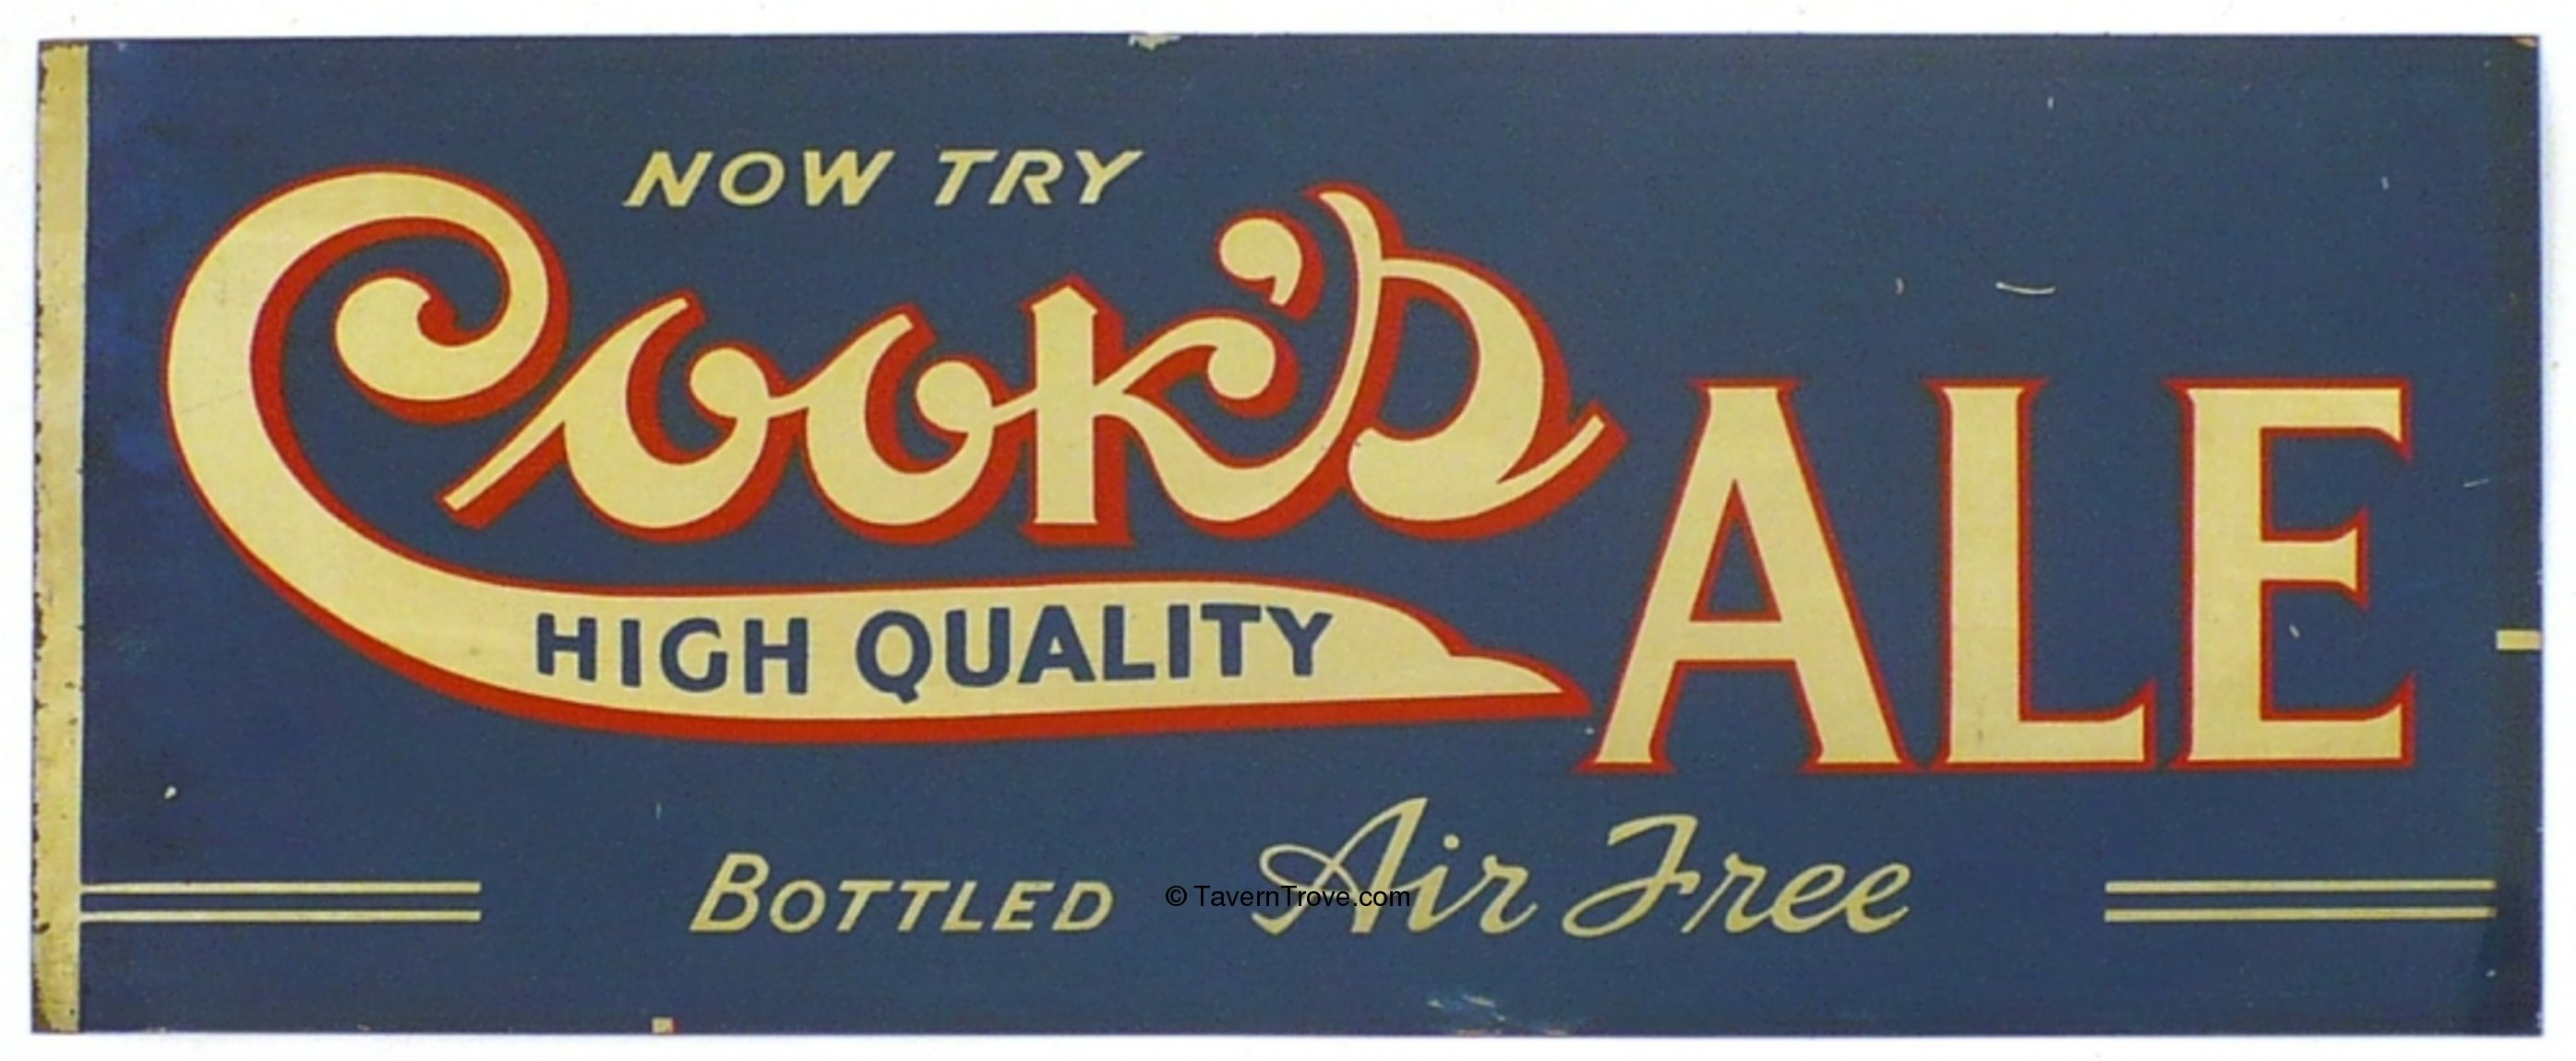 NOW TRY
Cook's ALE
HIGH QUALITY
BOTTLED Air Free
© TavernTrove.com